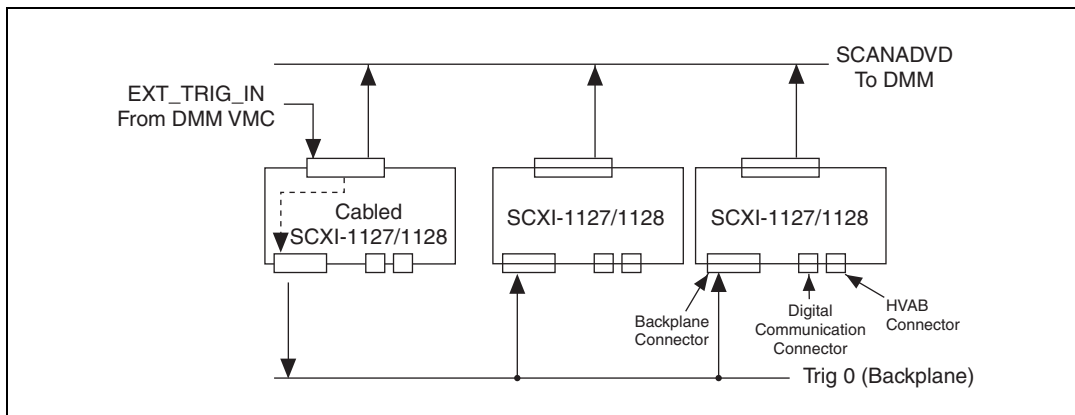 SCANADVD
To DMM
EXT_TRIG_IN
From DMM VMC
Cabled
SCXI-1127/1128
SCXI-1127/1128
SCXI-1127/1128
Backplane
Connector
Digital
Communication
Connector
HVAB
Connector
Trig 0 (Backplane)